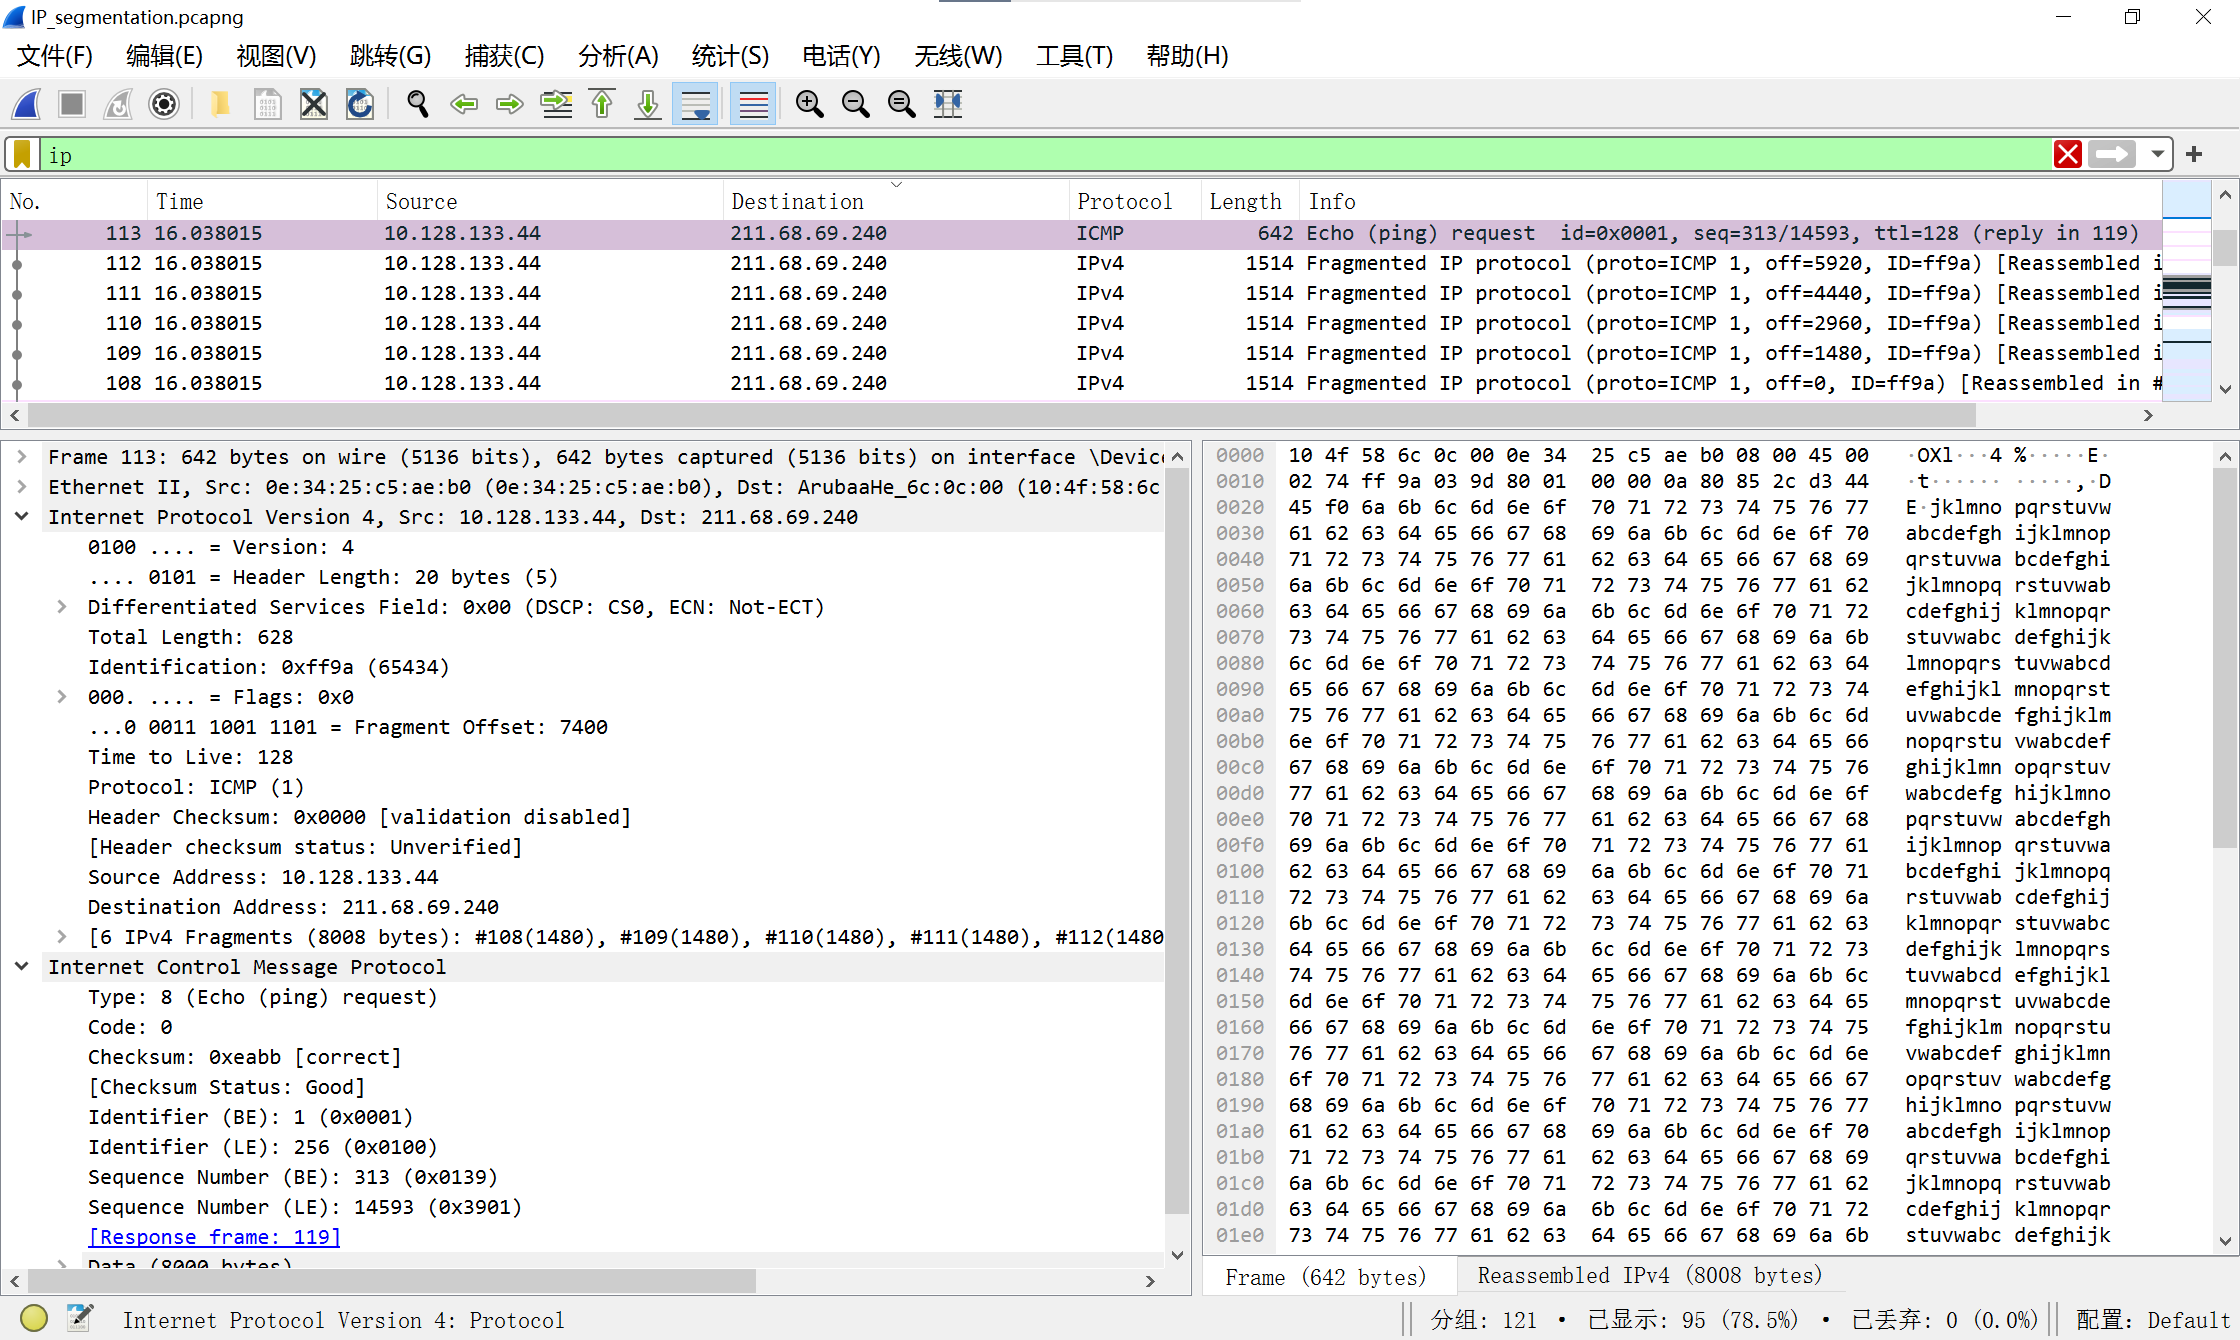 IP_segmentation.pcapng
文件(F) 编辑(E) 视图(V) 跳转(G) 捕获(C) 分析(A) 统计(S) 电话(Y) 无线(W) 工具(T) 帮助(H)
ip
No. Time Source Destination Protocol Length Info
113 16.038015 10.128.133.44 211.68.69.240 ICMP 642 Echo (ping) request id=0x0001, seq=313/14593, ttl=128 (reply in 119)
112 16.038015 10.128.133.44 211.68.69.240 IPv4 1514 Fragmented IP protocol (proto=ICMP 1, off=5920, ID=ff9a) [Reassembled i
111 16.038015 10.128.133.44 211.68.69.240 IPv4 1514 Fragmented IP protocol (proto=ICMP 1, off=4440, ID=ff9a) [Reassembled i
110 16.038015 10.128.133.44 211.68.69.240 IPv4 1514 Fragmented IP protocol (proto=ICMP 1, off=2960, ID=ff9a) [Reassembled i
109 16.038015 10.128.133.44 211.68.69.240 IPv4 1514 Fragmented IP protocol (proto=ICMP 1, off=1480, ID=ff9a) [Reassembled i
108 16.038015 10.128.133.44 211.68.69.240 IPv4 1514 Fragmented IP protocol (proto=ICMP 1, off=0, ID=ff9a) [Reassembled in #
Frame 113: 642 bytes on wire (5136 bits), 642 bytes captured (5136 bits) on interface \Devic
Ethernet II, Src: 0e:34:25:c5:ae:b0 (0e:34:25:c5:ae:b0), Dst: ArubaaHe_6c:0c:00 (10:4f:58:6c
Internet Protocol Version 4, Src: 10.128.133.44, Dst: 211.68.69.240
0100 .... = Version: 4
.... 0101 = Header Length: 20 bytes (5)
Differentiated Services Field: 0x00 (DSCP: CS0, ECN: Not-ECT)
Total Length: 628
Identification: 0xff9a (65434)
000. .... = Flags: 0x0
...0 0011 1001 1101 = Fragment Offset: 7400
Time to Live: 128
Protocol: ICMP (1)
Header Checksum: 0x0000 [validation disabled]
[Header checksum status: Unverified]
Source Address: 10.128.133.44
Destination Address: 211.68.69.240
[6 IPv4 Fragments (8008 bytes): #108(1480), #109(1480), #110(1480), #111(1480), #112(1480
Internet Control Message Protocol
Type: 8 (Echo (ping) request)
Code: 0
Checksum: 0xeabb [correct]
[Checksum Status: Good]
Identifier (BE): 1 (0x0001)
Identifier (LE): 256 (0x0100)
Sequence Number (BE): 313 (0x0139)
Sequence Number (LE): 14593 (0x3901)
[Response frame: 119]
Data (8000 bytes)
0000 10 4f 58 6c 0c 00 0e 34 25 c5 ae b0 08 00 45 00 ·OXl···4 %·····E·
0010 02 74 ff 9a 03 9d 80 01 00 00 0a 80 85 2c d3 44 ·t······ ·····,·D
0020 45 f0 6a 6b 6c 6d 6e 6f 70 71 72 73 74 75 76 77 E·jklmno pqrstuvw
0030 61 62 63 64 65 66 67 68 69 6a 6b 6c 6d 6e 6f 70 abcdefgh ijklmnop
0040 71 72 73 74 75 76 77 61 62 63 64 65 66 67 68 69 qrstuvwa bcdefghi
0050 6a 6b 6c 6d 6e 6f 70 71 72 73 74 75 76 77 61 62 jklmnopq rstuvwab
0060 63 64 65 66 67 68 69 6a 6b 6c 6d 6e 6f 70 71 72 cdefghij klmnopqr
0070 73 74 75 76 77 61 62 63 64 65 66 67 68 69 6a 6b stuvwabc defghijk
0080 6c 6d 6e 6f 70 71 72 73 74 75 76 77 61 62 63 64 lmnopqrs tuvwabcd
0090 65 66 67 68 69 6a 6b 6c 6d 6e 6f 70 71 72 73 74 efghijkl mnopqrst
00a0 75 76 77 61 62 63 64 65 66 67 68 69 6a 6b 6c 6d uvwabcde fghijklm
00b0 6e 6f 70 71 72 73 74 75 76 77 61 62 63 64 65 66 nopqrstu vwabcdef
00c0 67 68 69 6a 6b 6c 6d 6e 6f 70 71 72 73 74 75 76 ghijklmn opqrstuv
00d0 77 61 62 63 64 65 66 67 68 69 6a 6b 6c 6d 6e 6f wabcdefg hijklmno
00e0 70 71 72 73 74 75 76 77 61 62 63 64 65 66 67 68 pqrstuvw abcdefgh
00f0 69 6a 6b 6c 6d 6e 6f 70 71 72 73 74 75 76 77 61 ijklmnop qrstuvwa
0100 62 63 64 65 66 67 68 69 6a 6b 6c 6d 6e 6f 70 71 bcdefghi jklmnopq
0110 72 73 74 75 76 77 61 62 63 64 65 66 67 68 69 6a rstuvwab cdefghij
0120 6b 6c 6d 6e 6f 70 71 72 73 74 75 76 77 61 62 63 klmnopqr stuvwabc
0130 64 65 66 67 68 69 6a 6b 6c 6d 6e 6f 70 71 72 73 defghijk lmnopqrs
0140 74 75 76 77 61 62 63 64 65 66 67 68 69 6a 6b 6c tuvwabcd efghijkl
0150 6d 6e 6f 70 71 72 73 74 75 76 77 61 62 63 64 65 mnopqrst uvwabcde
0160 66 67 68 69 6a 6b 6c 6d 6e 6f 70 71 72 73 74 75 fghijklm nopqrstu
0170 76 77 61 62 63 64 65 66 67 68 69 6a 6b 6c 6d 6e vwabcdef ghijklmn
0180 6f 70 71 72 73 74 75 76 77 61 62 63 64 65 66 67 opqrstuv wabcdefg
0190 68 69 6a 6b 6c 6d 6e 6f 70 71 72 73 74 75 76 77 hijklmno pqrstuvw
01a0 61 62 63 64 65 66 67 68 69 6a 6b 6c 6d 6e 6f 70 abcdefgh ijklmnop
01b0 71 72 73 74 75 76 77 61 62 63 64 65 66 67 68 69 qrstuvwa bcdefghi
01c0 6a 6b 6c 6d 6e 6f 70 71 72 73 74 75 76 77 61 62 jklmnopq rstuvwab
01d0 63 64 65 66 67 68 69 6a 6b 6c 6d 6e 6f 70 71 72 cdefghij klmnopqr
01e0 73 74 75 76 77 61 62 63 64 65 66 67 68 69 6a 6b stuvwabc defghijk
Frame (642 bytes) Reassembled IPv4 (8008 bytes)
Internet Protocol Version 4: Protocol 分组: 121 · 已显示: 95 (78.5%) · 已丢弃: 0 (0.0%) 配置: Default